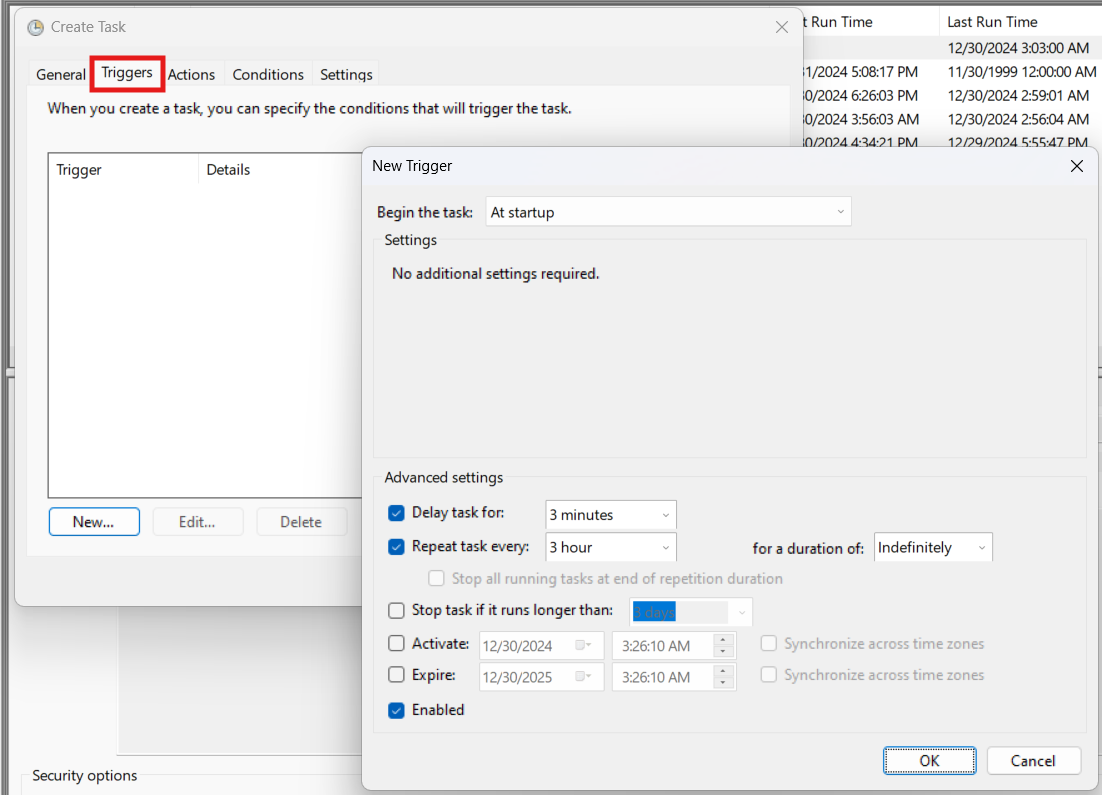 Create Task
t Run Time Last Run Time
12/30/2024 3:03:00 AM
31/2024 5:08:17 PM 11/30/1999 12:00:00 AM
30/2024 6:26:03 PM 12/30/2024 2:59:01 AM
30/2024 3:56:03 AM 12/30/2024 2:56:04 AM
30/2024 4:34:21 PM 12/29/2024 5:55:47 PM
General Triggers Actions Conditions Settings
When you create a task, you can specify the conditions that will trigger the task.
Trigger Details
New... Edit... Delete
New Trigger
Begin the task: At startup
Settings
No additional settings required.
Advanced settings
Delay task for: 3 minutes
Repeat task every: 3 hour for a duration of: Indefinitely
Stop all running tasks at end of repetition duration
Stop task if it runs longer than: 3 days
Activate: 12/30/2024 3:26:10 AM Synchronize across time zones
Expire: 12/30/2025 3:26:10 AM Synchronize across time zones
Enabled
OK Cancel
Security options